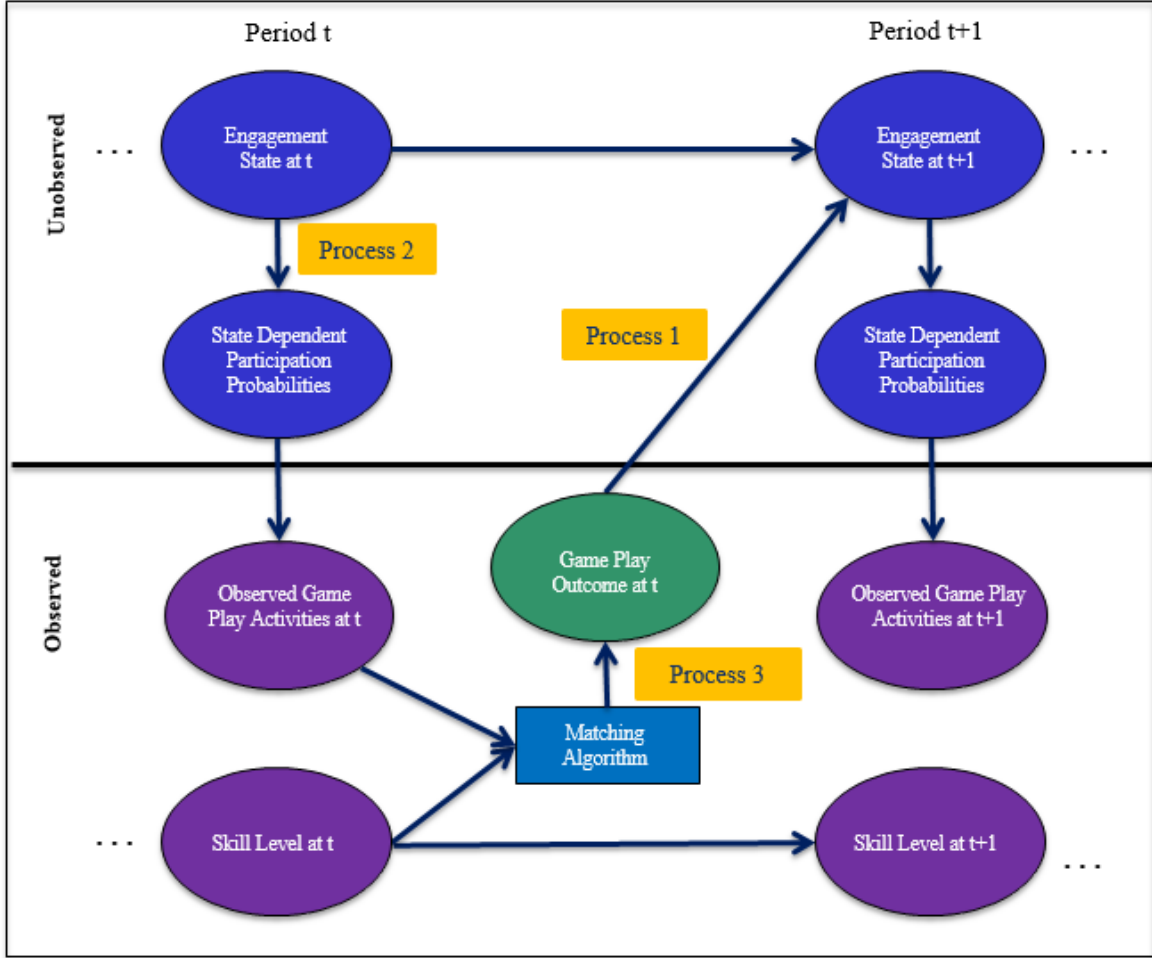 Period t
Period t+1
Unobserved
. . .
Engagement
State at t
Engagement
State at t+1
. . .
Process 2
State Dependent
Participation
Probabilities
Process 1
State Dependent
Participation
Probabilities
Observed
Observed Game
Play Activities at t
Game Play
Outcome at t
Observed Game Play
Activities at t+1
Process 3
Matching
Algorithm
. . .
Skill Level at t
Skill Level at t+1
. . .